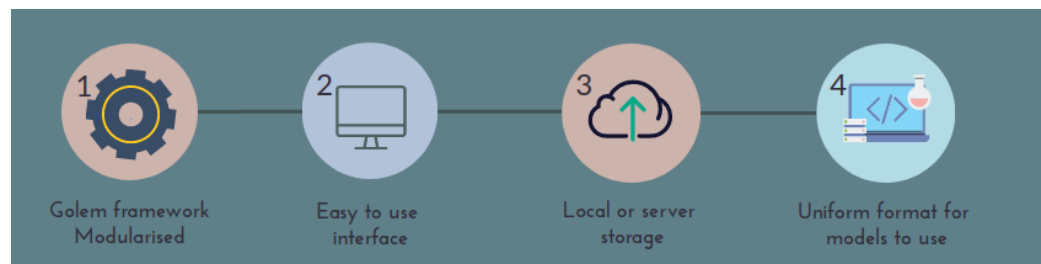 1
Golem framework
Modularised
2
Easy to use
interface
3
Local or server
storage
4
</>
Uniform format for
models to use